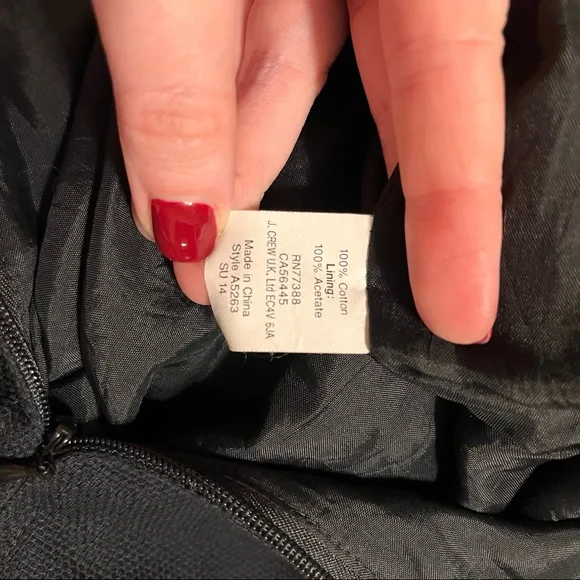 100% Cotton
Lining:
100% Acetate
RN77388
CA56445
J. CREW U.K. Ltd EC4V 6JA
Made in China
Style A5263
SU 14